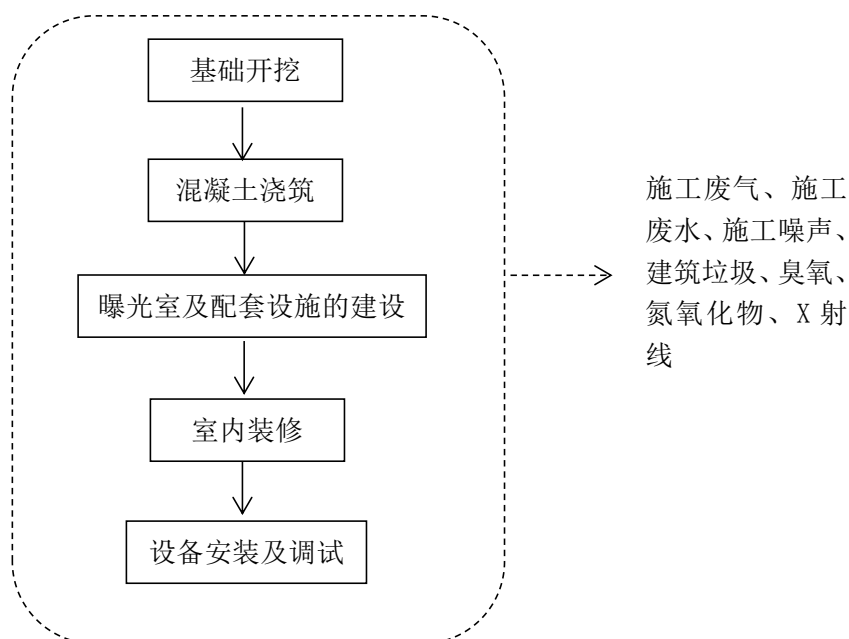 基础开挖
混凝土浇筑
曝光室及配套设施的建设
室内装修
设备安装及调试
施工废气、施工
废水、施工噪声、
建筑垃圾、臭氧、
氮氧化物、X 射
线